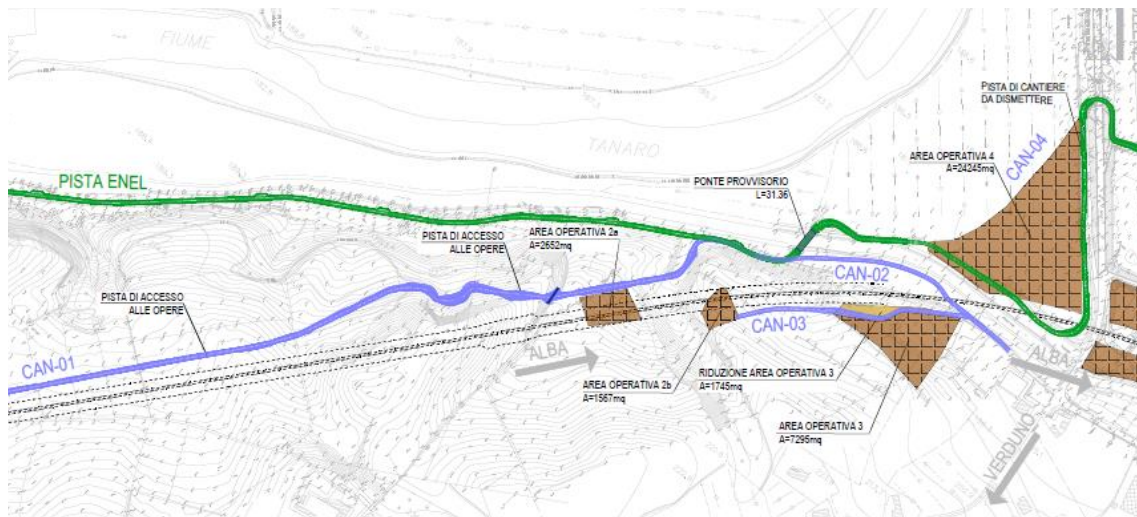 FIUME
TANARO
PISTA DI CANTIERE
DA DISMETTERE
CAN-04
AREA OPERATIVA 4
A=24245mq
PISTA ENEL
PONTE PROVVISORIO
L=31.36
PISTA DI ACCESSO
ALLE OPERE
AREA OPERATIVA 2a
A=2652mq
CAN-02
PISTA DI ACCESSO
ALLE OPERE
CAN-03
CAN-01
ALBA
ALBA
AREA OPERATIVA 2b
A=1567mq
RIDUZIONE AREA OPERATIVA 3
A=1745mq
AREA OPERATIVA 3
A=7295mq
VERDUNO